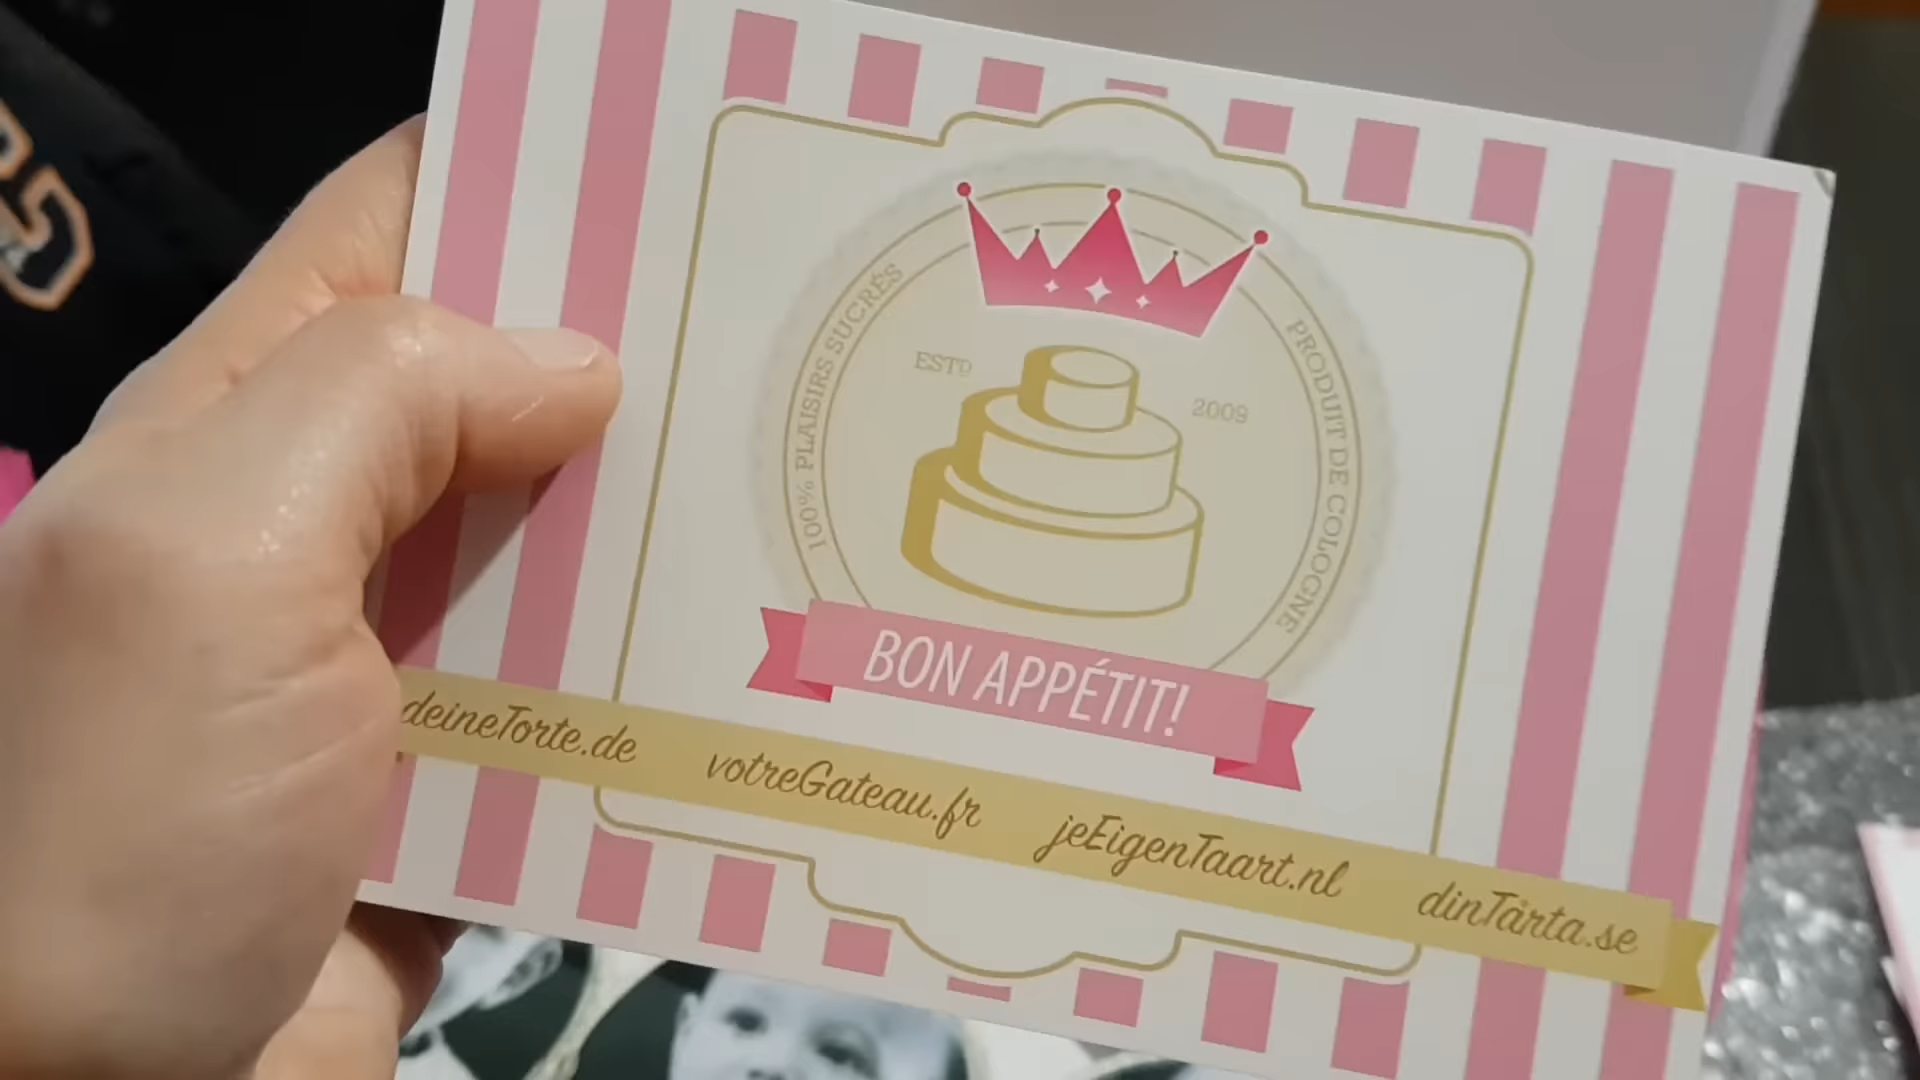 100% PLAISIRS SUCRÉS
PRODUIT DE COLOGNE
ESTD
2009
BON APPÉTIT!
deineTorte.de
votreGateau.fr
jeEigenTaart.nl
dinTårta.se